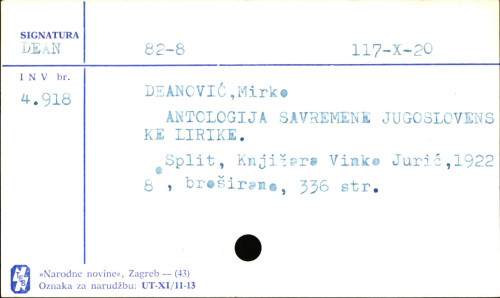 SIGNATURA
DEAN 82-8 117-X-20
INV br.
4.918
DEANOVIĆ,Mirko
ANTOLOGIJA SAVREMENE JUGOSLOVENS
KE LIRIKE.
Split, Knjižara Vinko Jurić,1922
8°, broširano, 336 str.
»Narodne novine«, Zagreb — (43)
Oznaka za narudžbu: UT-XI/11-13